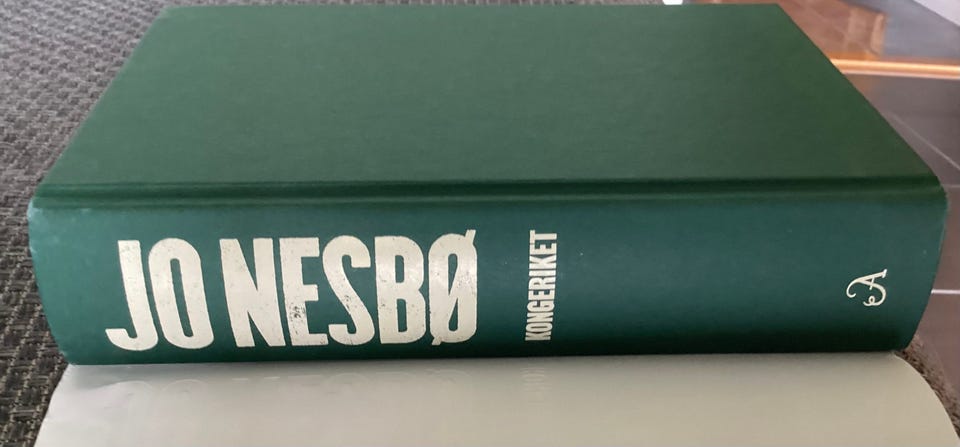 JO NESBØ
KONGERIKET
A